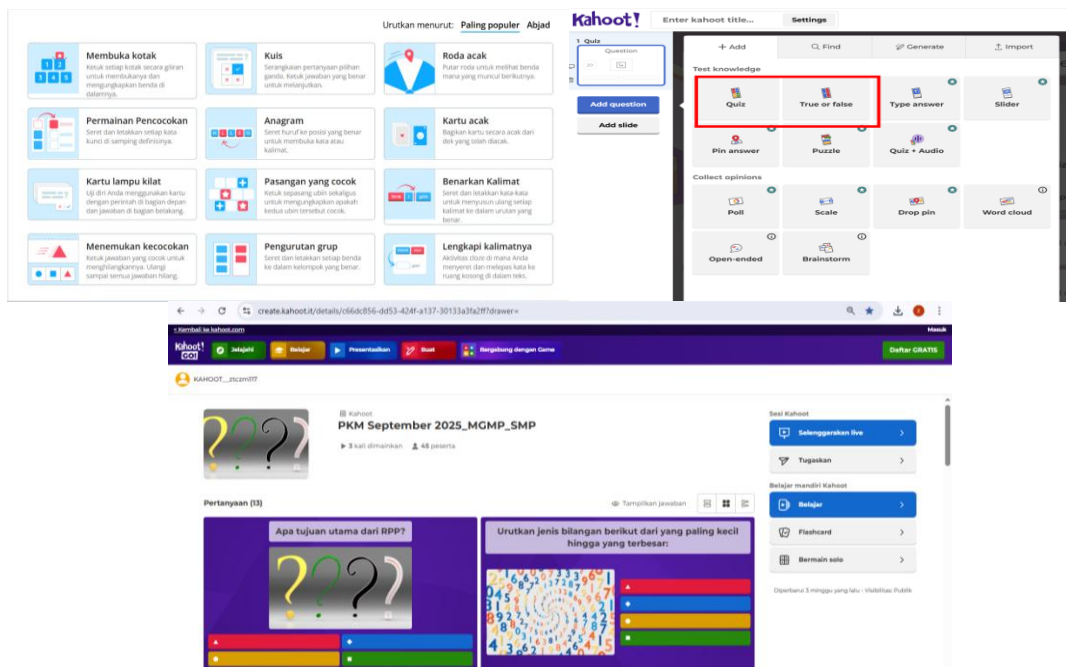 Urutkan menurut: Paling populer Abjad
Membuka kotak
Ketuk setiap kotak secara giliran
untuk membukanya dan
mengungkapkan benda di
dalamnya.
Kuis
Serangkaian pertanyaan pilihan
ganda. Ketuk jawaban yang benar
untuk melanjutkan.
Roda acak
Putar roda untuk melihat benda
mana yang muncul berikutnya.
Permainan Pencocokan
Seret dan letakkan setiap kata
kunci di samping definisinya.
Anagram
Seret huruf ke posisi yang benar
untuk membuka kata atau
kalimat.
Kartu acak
Bagikan kartu secara acak dari
dek yang telah diacak.
Kartu lampu kilat
Uji diri Anda menggunakan kartu
dengan perintah di bagian depan
dan jawaban di bagian belakang.
Pasangan yang cocok
Ketuk sepasang ubin sekaligus
untuk mengungkapkan apakah
kedua ubin tersebut cocok.
Benarkan Kalimat
Seret dan letakkan kata-kata
untuk menyusun ulang setiap
kalimat ke dalam urutan yang
benar.
Menemukan kecocokan
Ketuk jawaban yang cocok untuk
menghilangkannya. Ulangi
sampai semua jawaban hilang.
Pengurutan grup
Seret dan letakkan setiap benda
ke dalam kelompok yang benar.
Lengkapi kalimatnya
Aktivitas cloze di mana Anda
menyeret dan melepas kata ke
ruang kosong di dalam teks.
Kahoot! Enter kahoot title... Settings
1 Quiz
Question
Add question
Add slide
+ Add Find Generate Import
Test knowledge
Quiz True or false Type answer Slider
Pin answer Puzzle Quiz + Audio
Collect opinions
Poll Scale Drop pin Word cloud
Open-ended Brainstorm
create.kahoot.it/details/c66dc856-dd53-424f-a137-30133a3fa2ff?drawer=
< Kembali ke kahoot.com Masuk
Kahoot! GO! Jelajahi Belajar Presentasikan Buat Bergabung dengan Game Daftar GRATIS
KAHOOT__ztczm117
Kahoot
PKM September 2025_MGMP_SMP
3 kali dimainkan 48 peserta
Sesi Kahoot
Selenggarakan live
Tugaskan
Belajar mandiri Kahoot
Belajar
Flashcard
Bermain solo
Diperbarui 3 minggu yang lalu - Visibilitas: Publik
Pertanyaan (13) Tampilkan jawaban
Apa tujuan utama dari RPP?
Urutkan jenis bilangan berikut dari yang paling kecil
hingga yang terbesar: